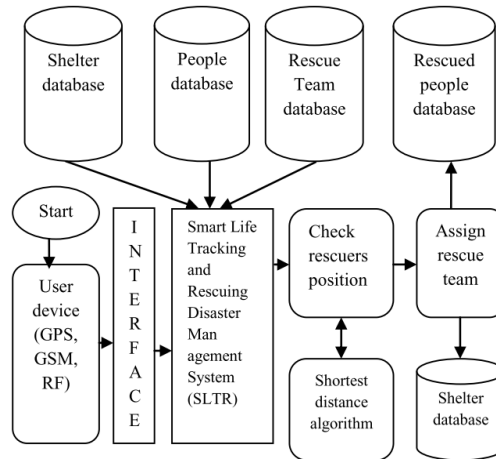 Shelter
database
People
database
Rescue
Team
database
Rescued
people
database
Start
User
device
(GPS,
GSM,
RF)
I
N
T
E
R
F
A
C
E
Smart Life
Tracking
and
Rescuing
Disaster
Man
agement
System
(SLTR)
Check
rescuers
position
Assign
rescue
team
Shortest
distance
algorithm
Shelter
database